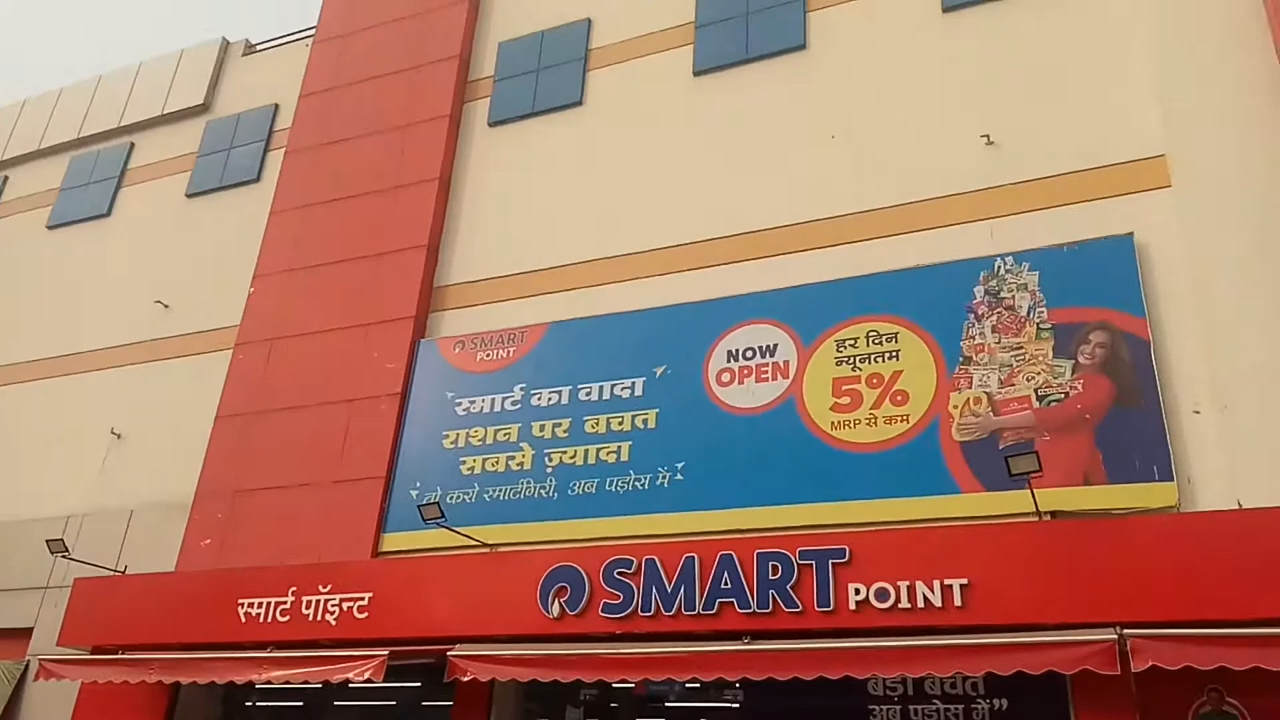 SMART
POINT
स्मार्ट का वादा
राशन पर बचत
सबसे ज़्यादा
तो करो स्मार्टगिरी, अब पड़ोस में
NOW
OPEN
हर दिन
न्यूनतम
5%
MRP से कम
स्मार्ट पॉइन्ट
SMART POINT
बड़ी बचत
अब पड़ोस में”